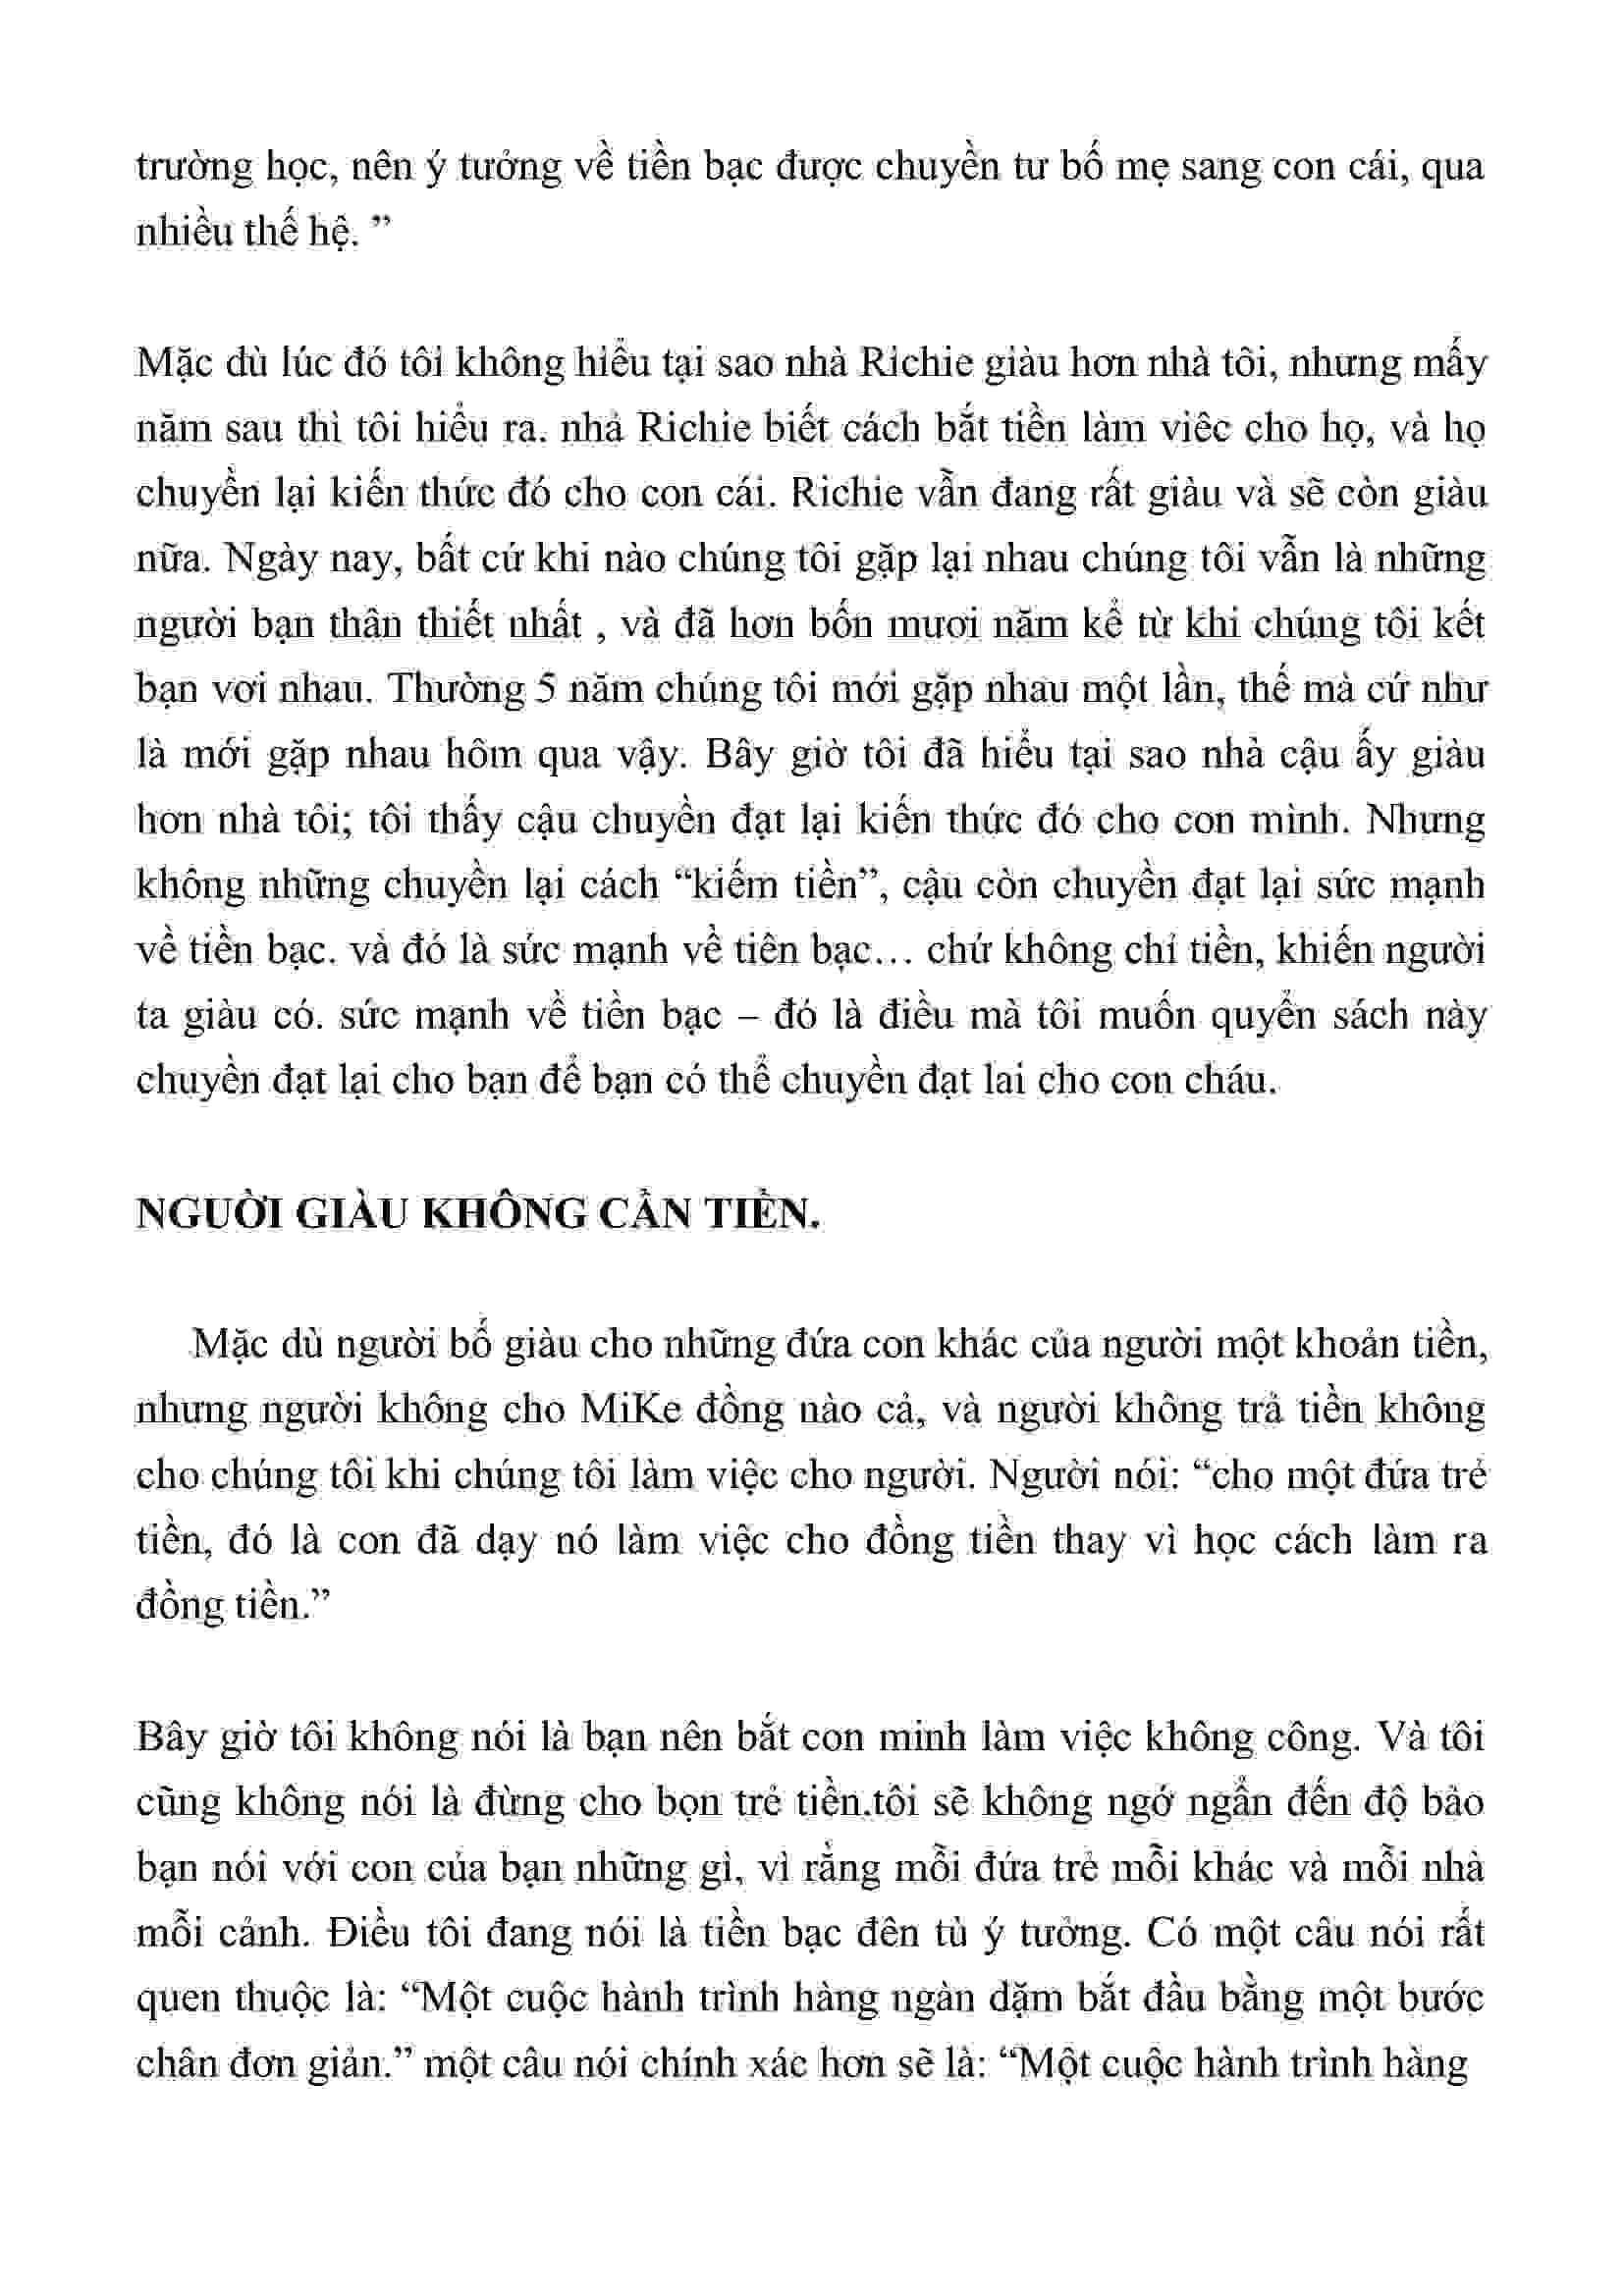 trường học, nên ý tưởng về tiền bạc được chuyền tư bố mẹ sang con cái, qua
nhiều thế hệ. ”
Mặc dù lúc đó tôi không hiểu tại sao nhà Richie giàu hơn nhà tôi, nhưng mấy
năm sau thì tôi hiểu ra. nhà Richie biết cách bắt tiền làm viêc cho họ, và họ
chuyền lại kiến thức đó cho con cái. Richie vẫn đang rất giàu và sẽ còn giàu
nữa. Ngày nay, bất cứ khi nào chúng tôi gặp lại nhau chúng tôi vẫn là những
người bạn thân thiết nhất , và đã hơn bốn mươi năm kể từ khi chúng tôi kết
bạn vơi nhau. Thường 5 năm chúng tôi mới gặp nhau một lần, thế mà cứ như
là mới gặp nhau hôm qua vậy. Bây giờ tôi đã hiểu tại sao nhà cậu ấy giàu
hơn nhà tôi; tôi thấy cậu chuyền đạt lại kiến thức đó cho con mình. Nhưng
không những chuyền lại cách “kiếm tiền”, cậu còn chuyền đạt lại sức mạnh
về tiền bạc. và đó là sức mạnh về tiên bạc… chứ không chỉ tiền, khiến người
ta giàu có. sức mạnh về tiền bạc – đó là điều mà tôi muốn quyển sách này
chuyền đạt lại cho bạn để bạn có thể chuyền đạt lai cho con cháu.
NGƯỜI GIÀU KHÔNG CẦN TIỀN.
Mặc dù người bố giàu cho những đứa con khác của người một khoản tiền,
nhưng người không cho MiKe đồng nào cả, và người không trả tiền không
cho chúng tôi khi chúng tôi làm việc cho người. Người nói: “cho một đứa trẻ
tiền, đó là con đã dạy nó làm việc cho đồng tiền thay vì học cách làm ra
đồng tiền.”
Bây giờ tôi không nói là bạn nên bắt con minh làm việc không công. Và tôi
cũng không nói là đừng cho bọn trẻ tiền.tôi sẽ không ngớ ngẩn đến độ bảo
bạn nói với con của bạn những gì, vì rằng mỗi đứa trẻ mỗi khác và mỗi nhà
mỗi cảnh. Điều tôi đang nói là tiền bạc đên tù ý tưởng. Có một câu nói rất
quen thuộc là: “Một cuộc hành trình hàng ngàn dặm bắt đầu bằng một bước
chân đơn giản.” một câu nói chính xác hơn sẽ là: “Một cuộc hành trình hàng